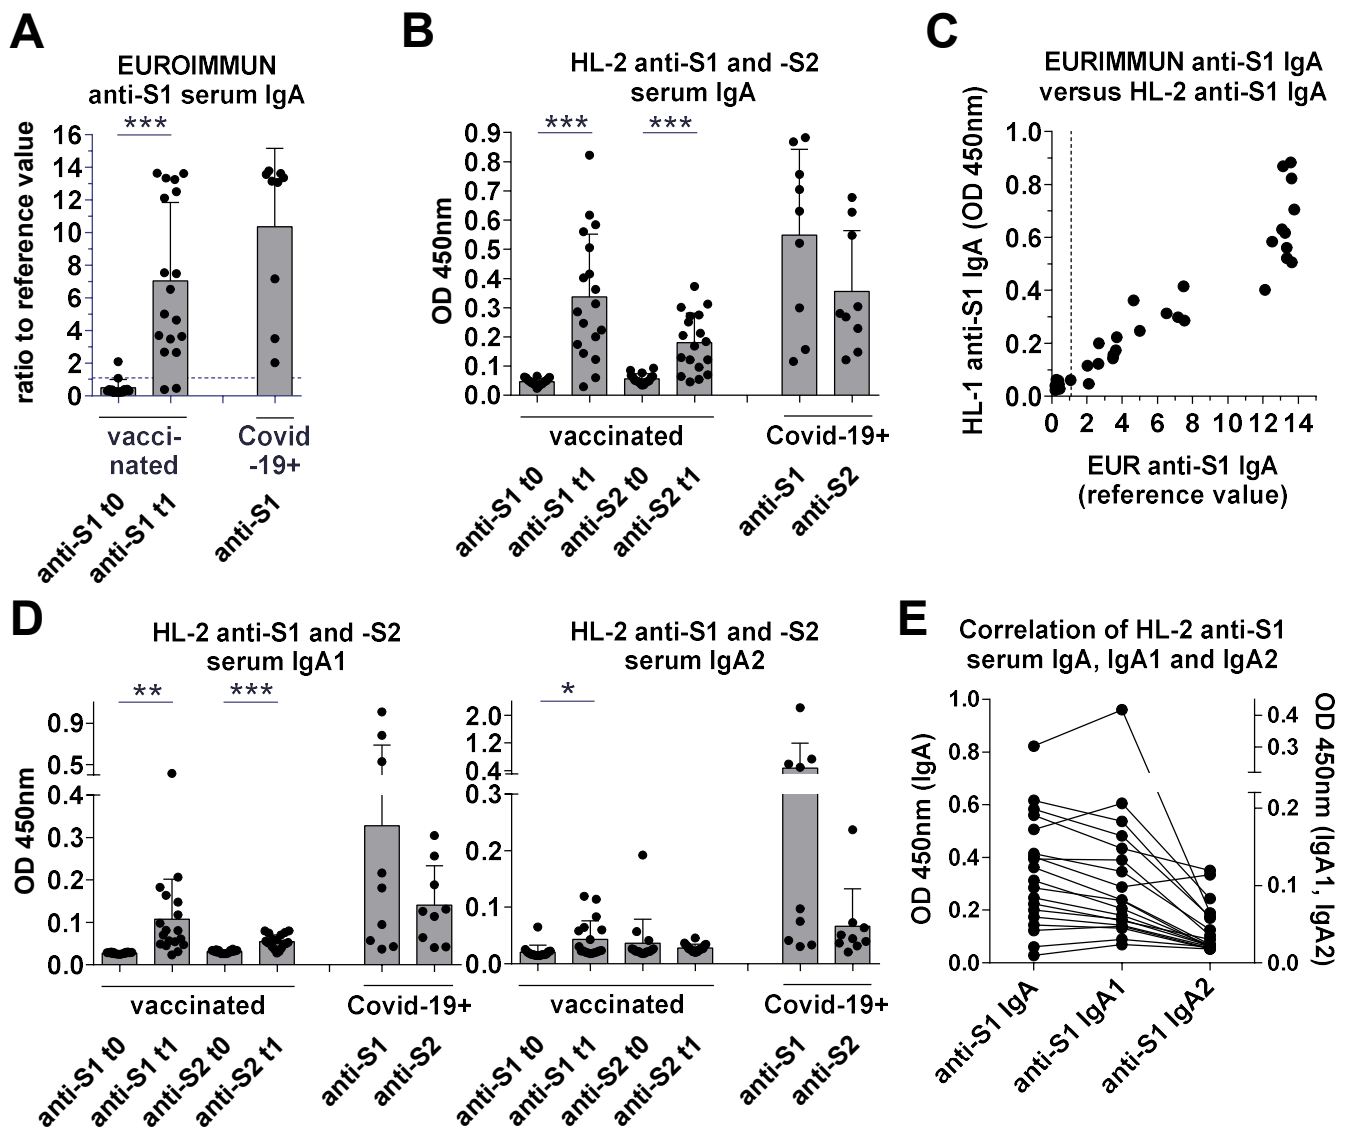 A
EUROIMMUN
anti-S1 serum IgA
***
ratio to reference value
16
14
12
10
8
6
4
2
0
vacci-
nated
Covid
-19+
anti-S1 t0
anti-S1 t1
anti-S1
B
HL-2 anti-S1 and -S2
serum IgA
*** ***
OD 450nm
0.9
0.8
0.7
0.6
0.5
0.4
0.3
0.2
0.1
0.0
vaccinated
Covid-19+
anti-S1 t0
anti-S1 t1
anti-S2 t0
anti-S2 t1
anti-S1
anti-S2
C
EURIMMUN anti-S1 IgA
versus HL-2 anti-S1 IgA
HL-1 anti-S1 IgA (OD 450nm)
1.0
0.8
0.6
0.4
0.2
0.0
0 2 4 6 8 10 12 14
EUR anti-S1 IgA
(reference value)
D
HL-2 anti-S1 and -S2
serum IgA1
** ***
OD 450nm
0.9
0.5
0.4
0.3
0.2
0.1
0.0
vaccinated
Covid-19+
anti-S1 t0
anti-S1 t1
anti-S2 t0
anti-S2 t1
anti-S1
anti-S2
HL-2 anti-S1 and -S2
serum IgA2
*
2.0
1.2
0.4
0.3
0.2
0.1
0.0
vaccinated
Covid-19+
anti-S1 t0
anti-S1 t1
anti-S2 t0
anti-S2 t1
anti-S1
anti-S2
E
Correlation of HL-2 anti-S1
serum IgA, IgA1 and IgA2
OD 450nm (IgA)
1.0
0.8
0.6
0.4
0.2
0.0
0.4
0.3
0.2
0.1
0.0
OD 450nm (IgA1, IgA2)
anti-S1 IgA
anti-S1 IgA1
anti-S1 IgA2